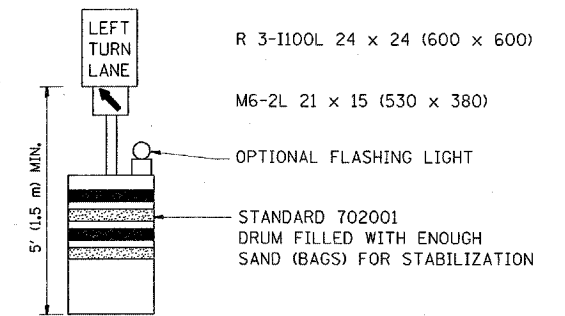 LEFT
TURN
LANE
R 3-I100L 24 x 24 (600 x 600)
M6-2L 21 x 15 (530 x 380)
5' (1.5 m) MIN.
OPTIONAL FLASHING LIGHT
STANDARD 702001
DRUM FILLED WITH ENOUGH
SAND (BAGS) FOR STABILIZATION